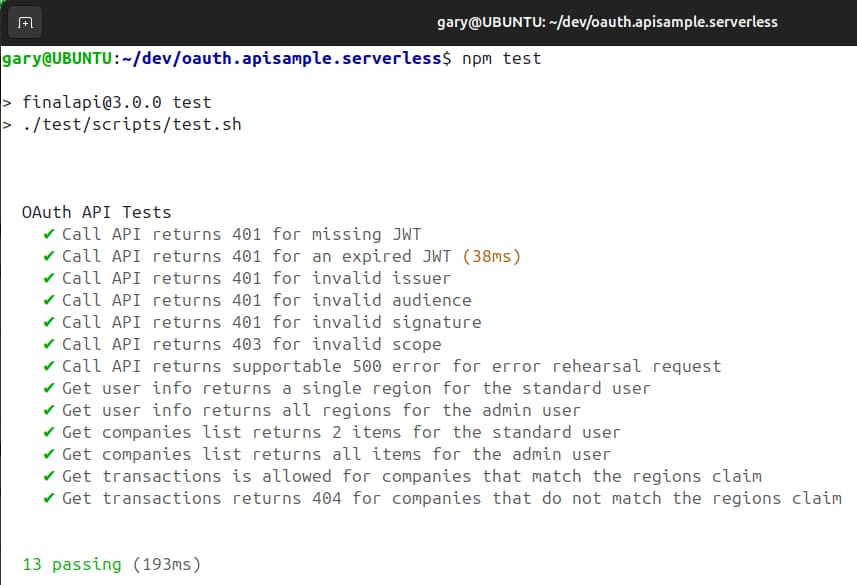 gary@UBUNTU: ~/dev/oauth.apisample.serverless
gary@UBUNTU:~/dev/oauth.apisample.serverless$ npm test
> finalapi@3.0.0 test
> ./test/scripts/test.sh
OAuth API Tests
✔ Call API returns 401 for missing JWT
✔ Call API returns 401 for an expired JWT (38ms)
✔ Call API returns 401 for invalid issuer
✔ Call API returns 401 for invalid audience
✔ Call API returns 401 for invalid signature
✔ Call API returns 403 for invalid scope
✔ Call API returns supportable 500 error for error rehearsal request
✔ Get user info returns a single region for the standard user
✔ Get user info returns all regions for the admin user
✔ Get companies list returns 2 items for the standard user
✔ Get companies list returns all items for the admin user
✔ Get transactions is allowed for companies that match the regions claim
✔ Get transactions returns 404 for companies that do not match the regions claim
13 passing (193ms)